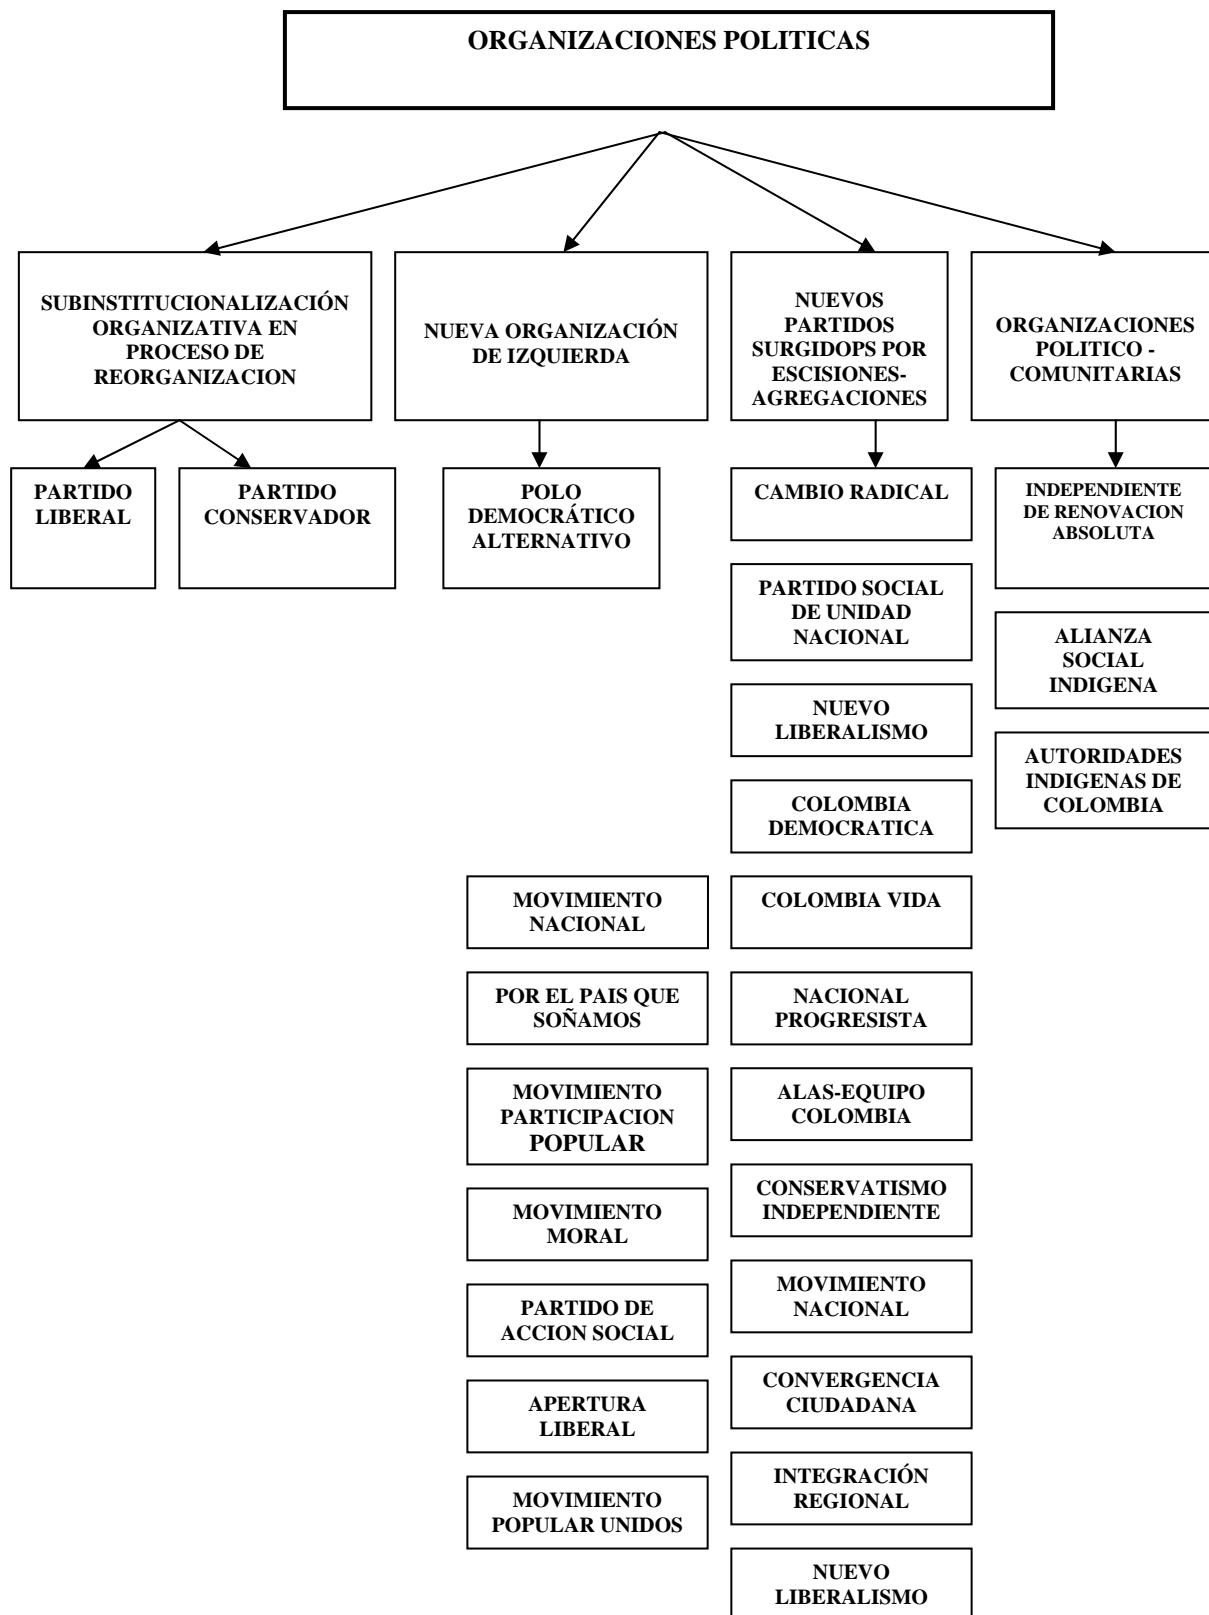 ORGANIZACIONES POLITICAS
SUBINSTITUCIONALIZACIÓN
ORGANIZATIVA EN
PROCESO DE
REORGANIZACION
NUEVA ORGANIZACIÓN
DE IZQUIERDA
NUEVOS
PARTIDOS
SURGIDOPS POR
ESCISIONES-
AGREGACIONES
ORGANIZACIONES
POLITICO -
COMUNITARIAS
PARTIDO
LIBERAL
PARTIDO
CONSERVADOR
POLO
DEMOCRÁTICO
ALTERNATIVO
CAMBIO RADICAL
INDEPENDIENTE
DE RENOVACION
ABSOLUTA
PARTIDO SOCIAL
DE UNIDAD
NACIONAL
ALIANZA
SOCIAL
INDIGENA
NUEVO
LIBERALISMO
AUTORIDADES
INDIGENAS DE
COLOMBIA
COLOMBIA
DEMOCRATICA
MOVIMIENTO
NACIONAL
COLOMBIA VIDA
POR EL PAIS QUE
SOÑAMOS
NACIONAL
PROGRESISTA
MOVIMIENTO
PARTICIPACION
POPULAR
ALAS-EQUIPO
COLOMBIA
MOVIMIENTO
MORAL
CONSERVATISMO
INDEPENDIENTE
PARTIDO DE
ACCION SOCIAL
MOVIMIENTO
NACIONAL
APERTURA
LIBERAL
CONVERGENCIA
CIUDADANA
MOVIMIENTO
POPULAR UNIDOS
INTEGRACIÓN
REGIONAL
NUEVO
LIBERALISMO